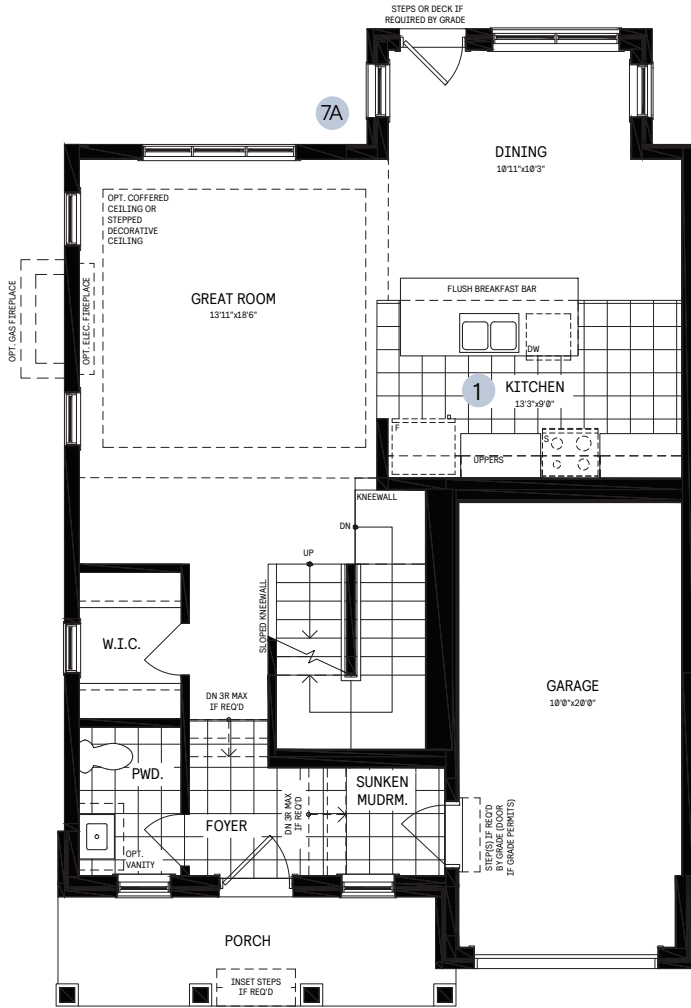 STEPS OR DECK IF
REQUIRED BY GRADE
7A
DINING
10'11"x10'3"
OPT. COFFERED
CEILING OR
STEPPED
DECORATIVE
CEILING
GREAT ROOM
13'11"x18'6"
OPT. GAS FIREPLACE
OPT. ELEC. FIREPLACE
FLUSH BREAKFAST BAR
DW
1
KITCHEN
13'3"x9'0"
F
S
UPPERS
KNEEWALL
DN
UP
SLOPED KNEEWALL
W.I.C.
GARAGE
10'0"x20'0"
DN 3R MAX
IF REQ'D
PWD.
SUNKEN
MUDRM.
FOYER
DN 3R MAX
IF REQ'D
STEP(S) IF REQ'D
BY GRADE (DOOR
IF GRADE PERMITS)
OPT.
VANITY
PORCH
INSET STEPS
IF REQ'D